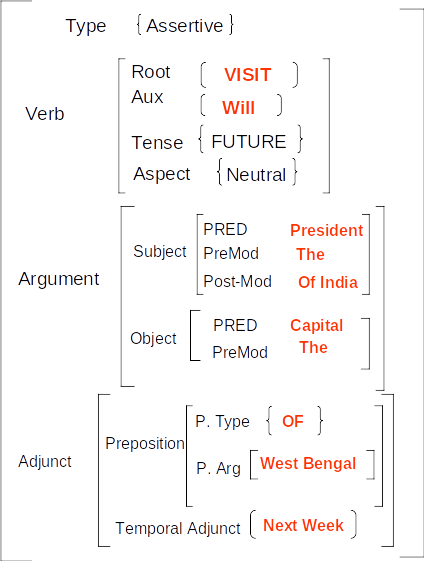 Type {Assertive}
Verb
Root VISIT
Aux Will
Tense {FUTURE}
Aspect {Neutral}
Argument
Subject
PRED President
PreMod The
Post-Mod Of India
Object
PRED Capital
PreMod The
Adjunct
Preposition
P. Type {OF}
P. Arg [West Bengal]
Temporal Adjunct {Next Week}